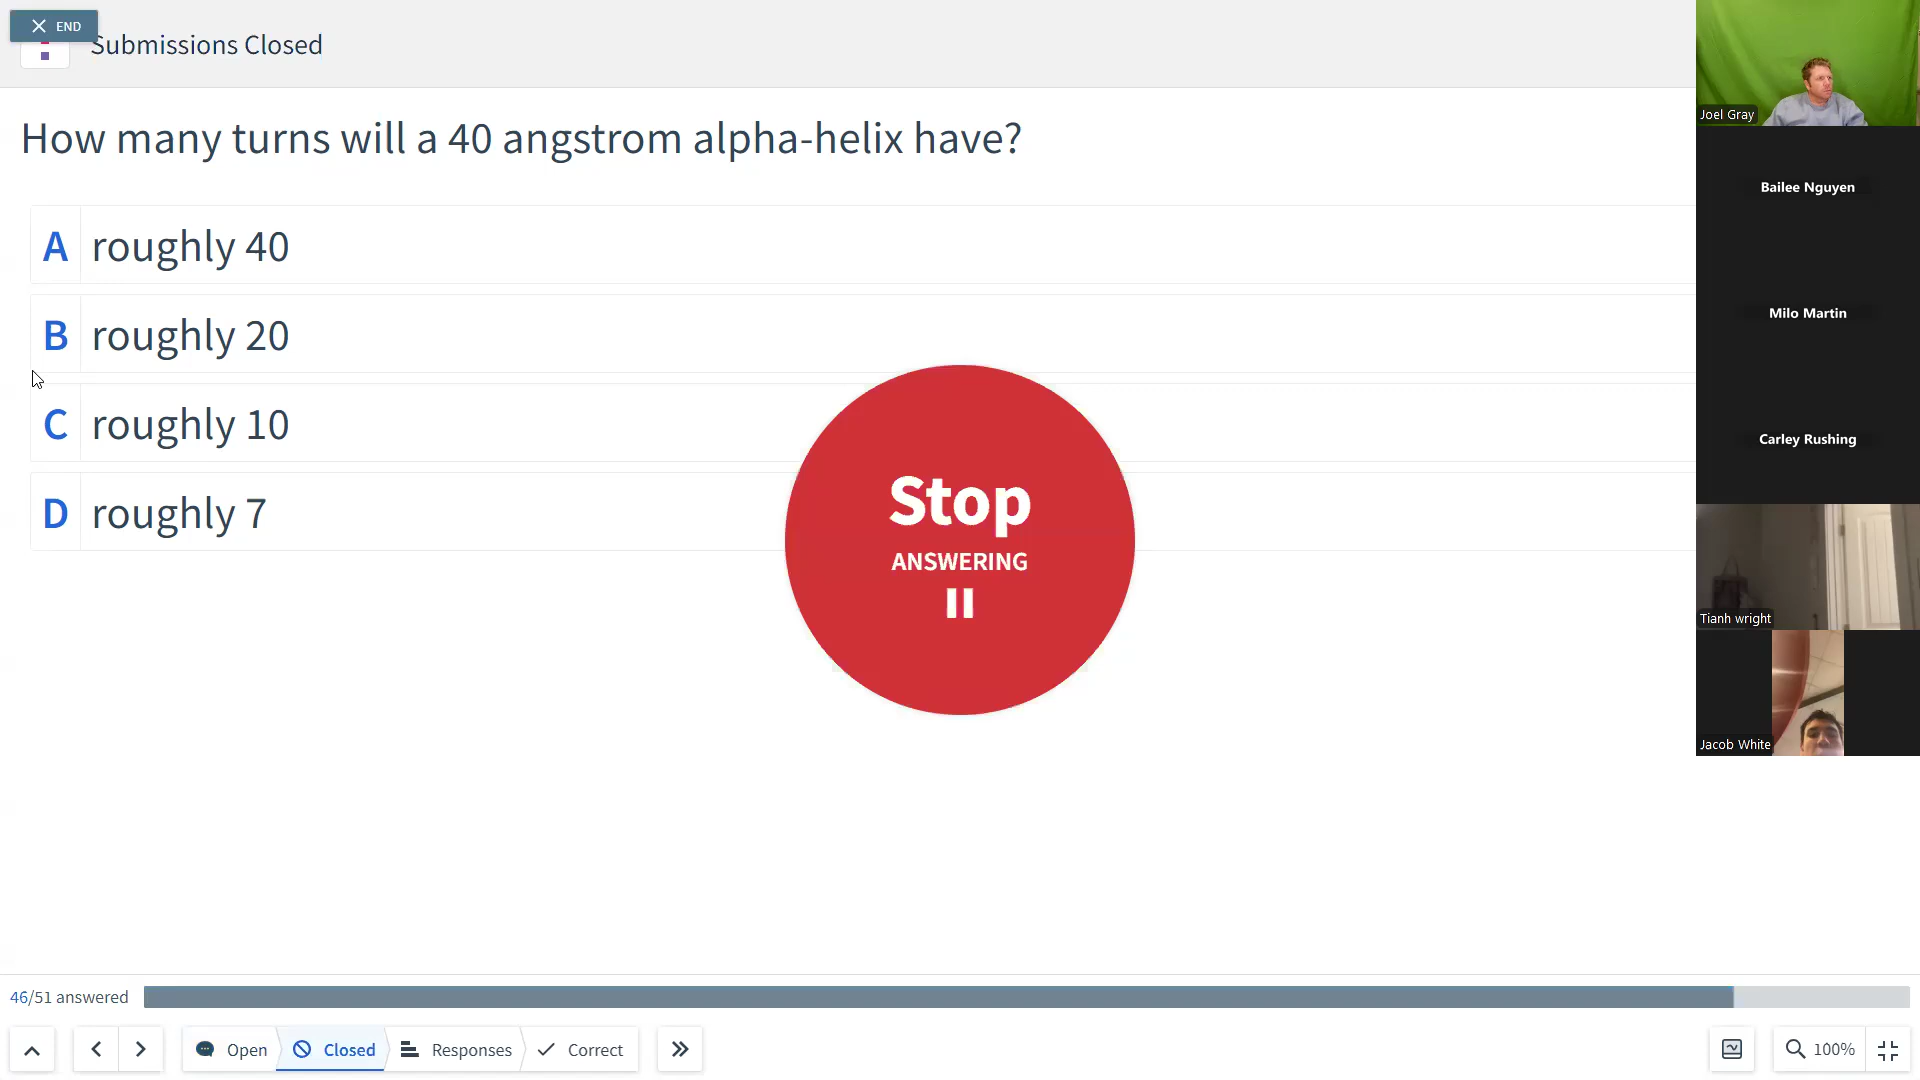 END
Submissions Closed
How many turns will a 40 angstrom alpha-helix have?
A roughly 40
B roughly 20
C roughly 10
D roughly 7
Stop
ANSWERING
Joel Gray
Bailee Nguyen
Milo Martin
Carley Rushing
Tianh wright
Jacob White
46/51 answered
Open Closed Responses Correct 100%